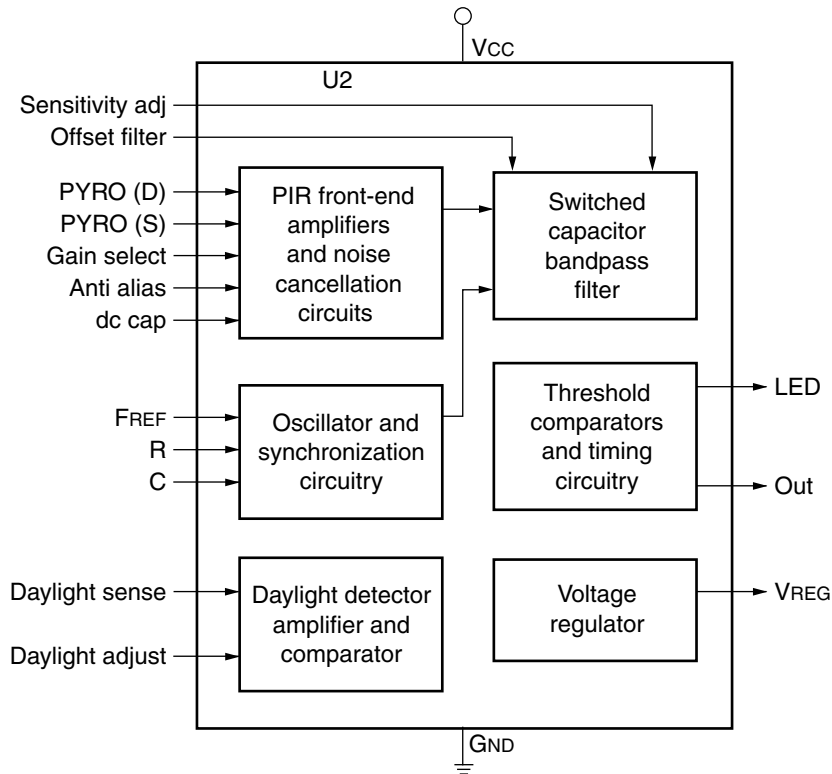 VCC
U2
Sensitivity adj
Offset filter
PYRO (D)
PYRO (S)
Gain select
Anti alias
dc cap
PIR front-end
amplifiers
and noise
cancellation
circuits
Switched
capacitor
bandpass
filter
FREF
R
C
Oscillator and
synchronization
circuitry
Threshold
comparators
and timing
circuitry
LED
Out
Daylight sense
Daylight adjust
Daylight detector
amplifier and
comparator
Voltage
regulator
VREG
GND